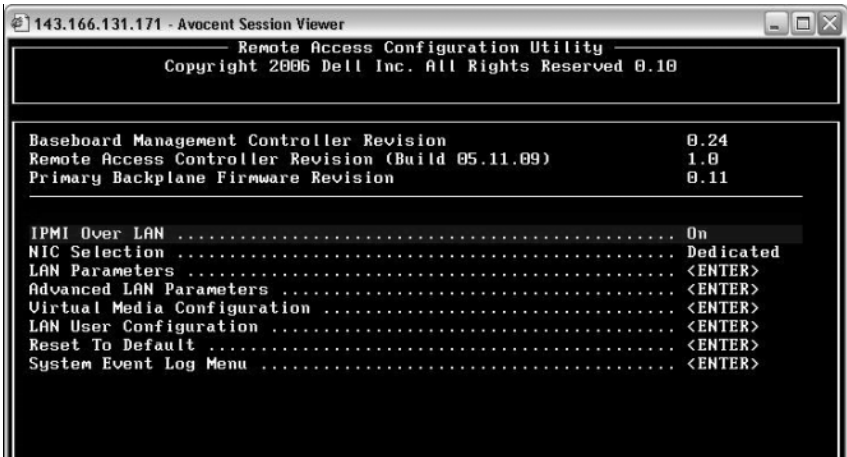 143.166.131.171 - Avocent Session Viewer
Remote Access Configuration Utility
Copyright 2006 Dell Inc. All Rights Reserved 0.10
Baseboard Management Controller Revision 0.24
Remote Access Controller Revision (Build 05.11.09) 1.0
Primary Backplane Firmware Revision 0.11
IPMI Over LAN ................................................ On
NIC Selection ................................................ Dedicated
LAN Parameters ............................................... <ENTER>
Advanced LAN Parameters ...................................... <ENTER>
Virtual Media Configuration .................................. <ENTER>
LAN User Configuration ....................................... <ENTER>
Reset To Default ............................................. <ENTER>
System Event Log Menu ........................................ <ENTER>